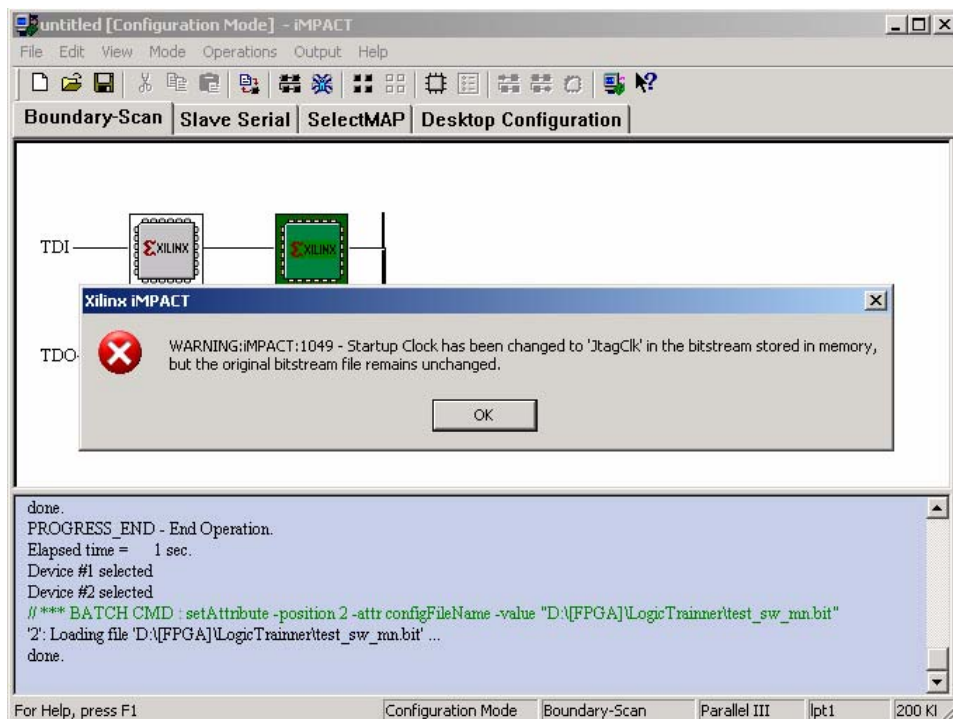 untitled [Configuration Mode] - iMPACT
File Edit View Mode Operations Output Help
Boundary-Scan Slave Serial SelectMAP Desktop Configuration
TDI
XILINX
XILINX
Xilinx iMPACT
TDO
WARNING:iMPACT:1049 - Startup Clock has been changed to 'JtagClk' in the bitstream stored in memory,
but the original bitstream file remains unchanged.
OK
done.
PROGRESS_END - End Operation.
Elapsed time = 1 sec.
Device #1 selected
Device #2 selected
// *** BATCH CMD : setAttribute -position 2 -attr configFileName -value "D:\[FPGA]\LogicTrainner\test_sw_mn.bit"
'2': Loading file 'D:\[FPGA]\LogicTrainner\test_sw_mn.bit' ...
done.
For Help, press F1 Configuration Mode Boundary-Scan Parallel III lpt1 200 K